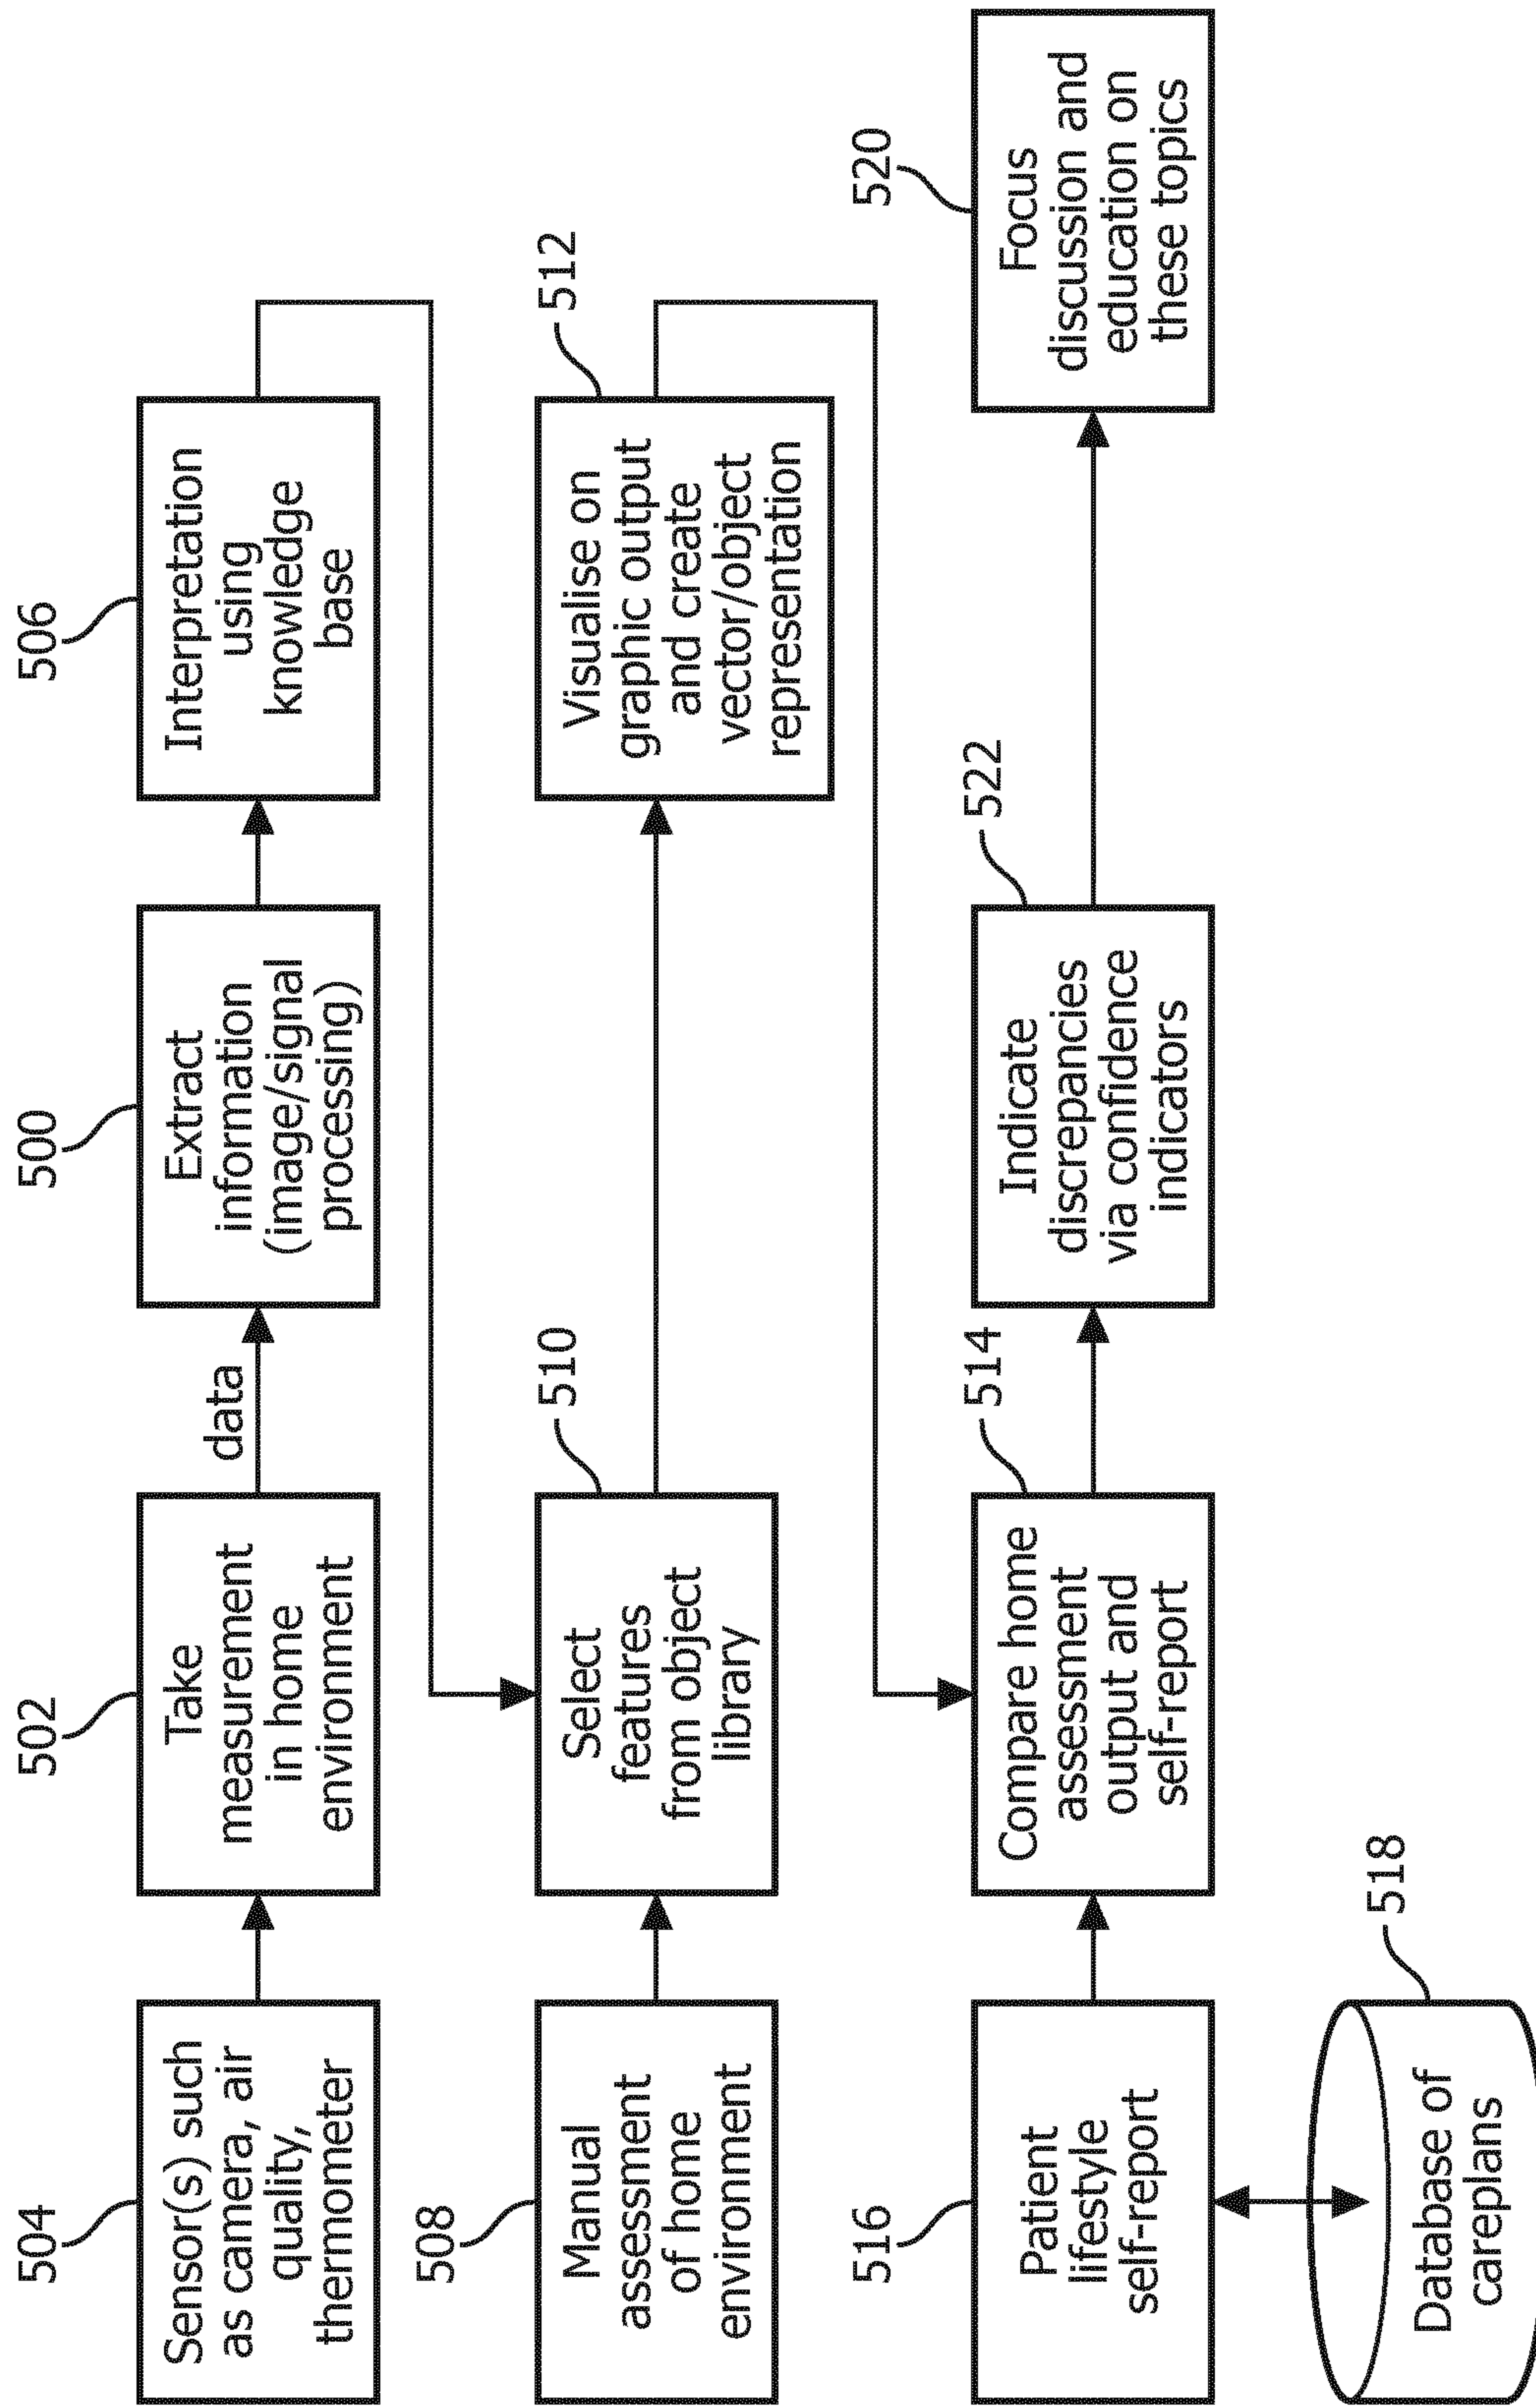 504
Sensor(s) such
as camera, air
quality,
thermometer
502
Take
measurement
in home
environment
data
500
Extract
information
(image/signal
processing)
506
Interpretation
using
knowledge
base
508
Manual
assessment
of home
environment
510
Select
features
from object
library
512
Visualise on
graphic output
and create
vector/object
representation
516
Patient
lifestyle
self-report
514
Compare home
assessment
output and
self-report
522
Indicate
discrepancies
via confidence
indicators
520
Focus
discussion and
education on
these topics
518
Database of
careplans